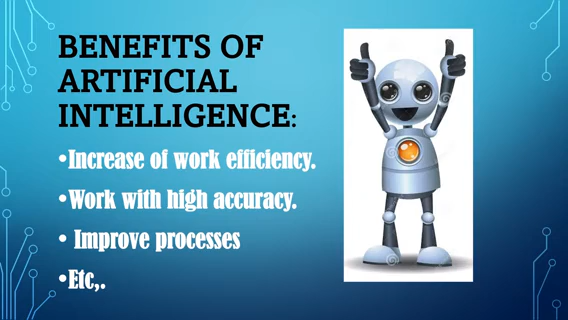 BENEFITS OF
ARTIFICIAL
INTELLIGENCE:
•Increase of work efficiency.
•Work with high accuracy.
• Improve processes
•Etc,.